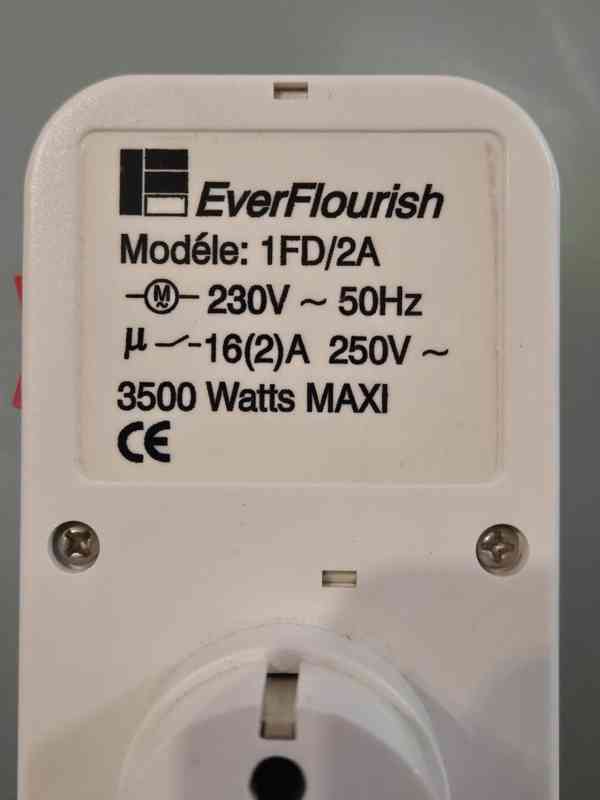 EverFlourish
Modéle: 1FD/2A
M 230V ~ 50Hz
μ 16(2)A 250V ~
3500 Watts MAXI
CE